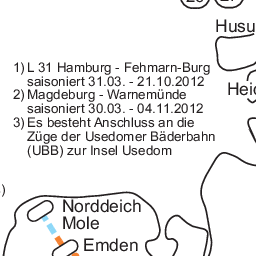 Husu
1) L 31 Hamburg - Fehmarn-Burg
saisoniert 31.03. - 21.10.2012
2) Magdeburg - Warnemünde
saisoniert 30.03. - 04.11.2012
Hei
3) Es besteht Anschluss an die
Züge der Usedomer Bäderbahn
(UBB) zur Insel Usedom
)
Norddeich
Mole
Emden